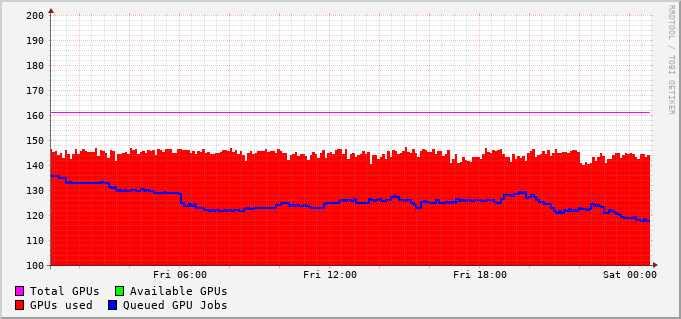 200
190
180
170
160
150
140
130
120
110
100
Fri 06:00 Fri 12:00 Fri 18:00 Sat 00:00
Total GPUs Available GPUs
GPUs used Queued GPU Jobs
RRDTOOL / TOBI OETIKER